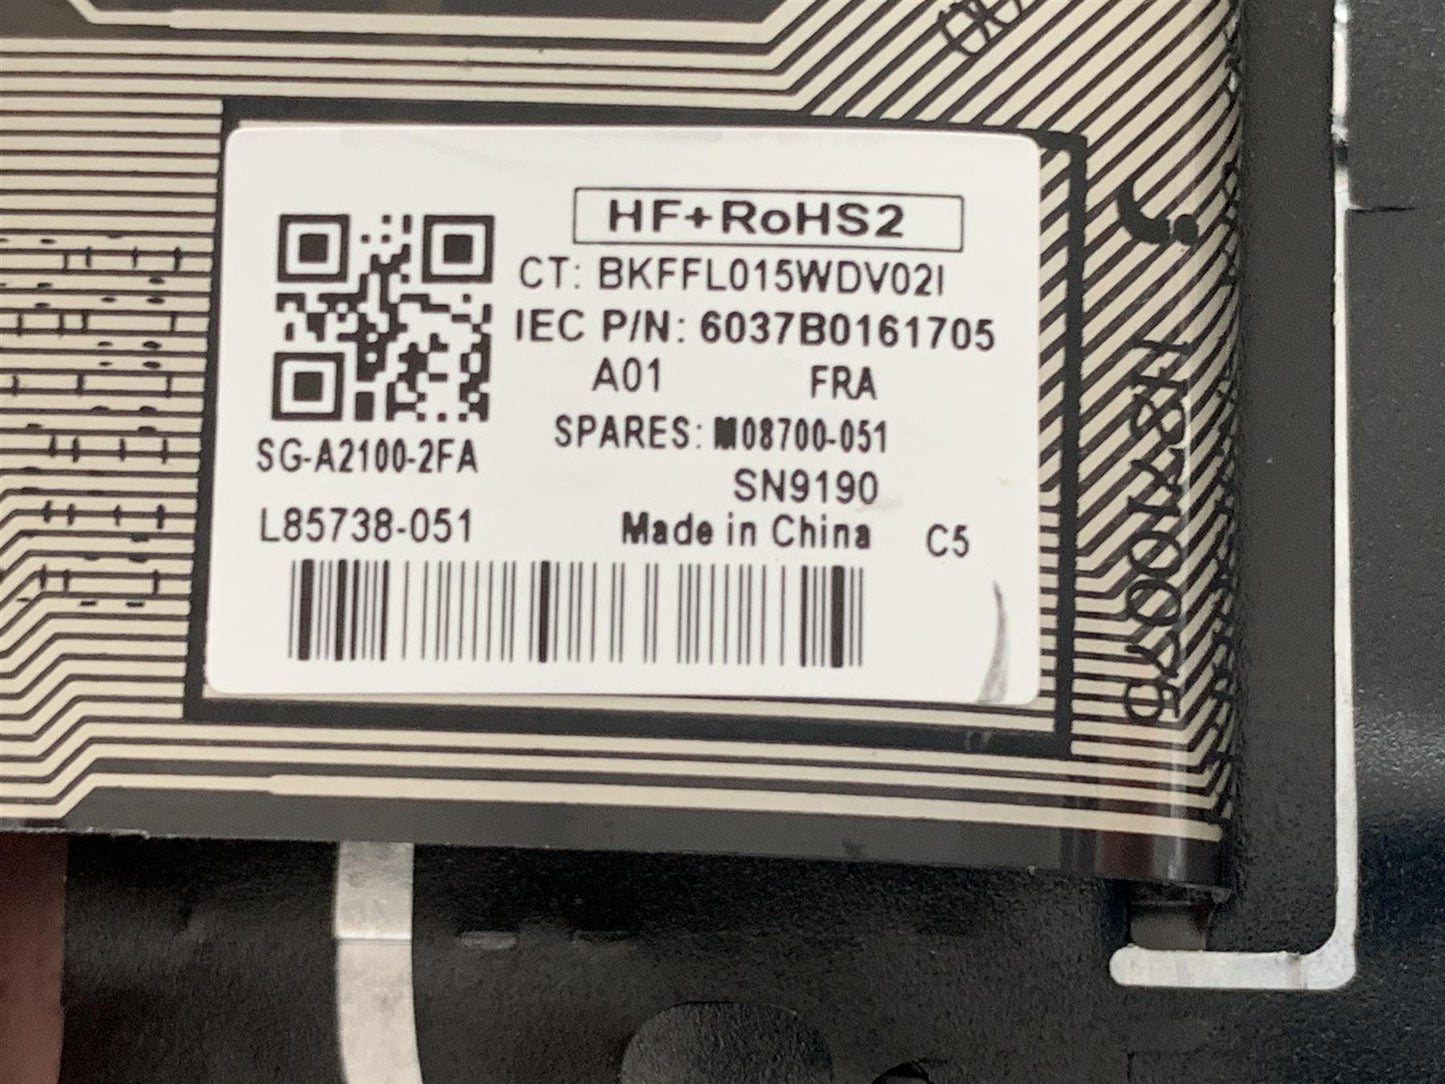 HF+RoHS2
CT: BKFFL015WDV02I
IEC P/N: 6037B0161705
A01 FRA
SPARES: M08700-051
SG-A2100-2FA
SN9190
L85738-051
Made in China C5